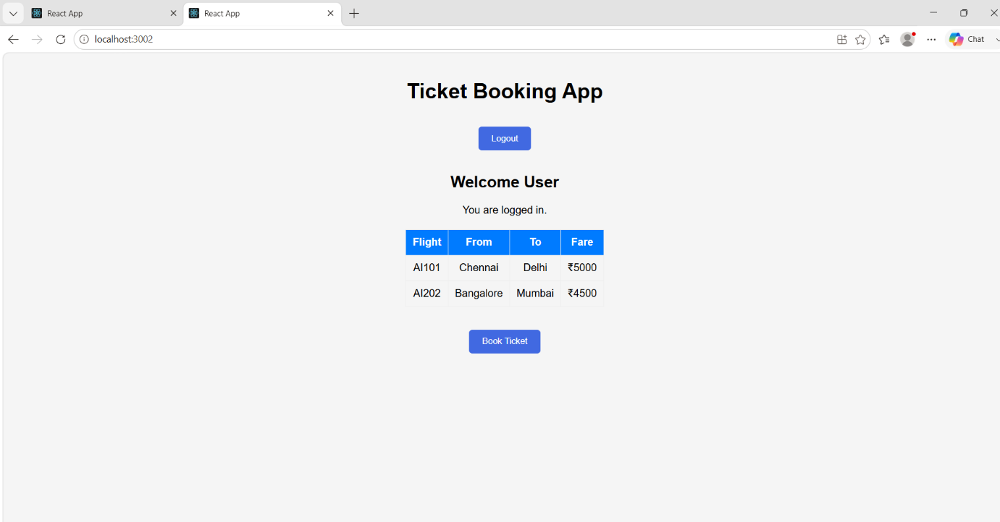 React App
React App
localhost:3002
Chat
Ticket Booking App
Logout
Welcome User
You are logged in.
Flight From To Fare
AI101 Chennai Delhi ₹5000
AI202 Bangalore Mumbai ₹4500
Book Ticket